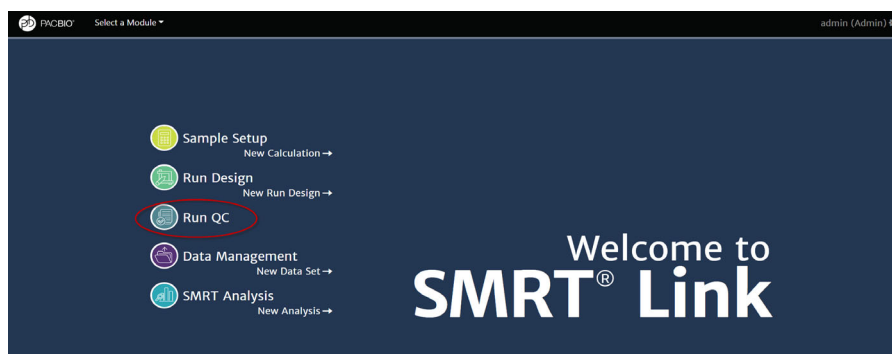 PACBIO® Select a Module admin (Admin)
Sample Setup
New Calculation →
Run Design
New Run Design →
Run QC
Data Management
New Data Set →
SMRT Analysis
New Analysis →
Welcome to
SMRT® Link